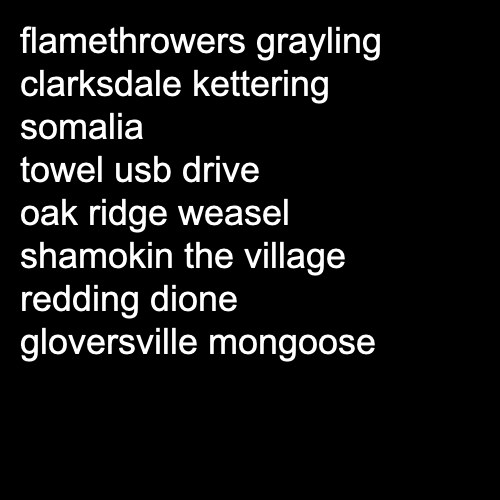 flamethrowers grayling
clarksdale kettering
somalia
towel usb drive
oak ridge weasel
shamokin the village
redding dione
gloversville mongoose